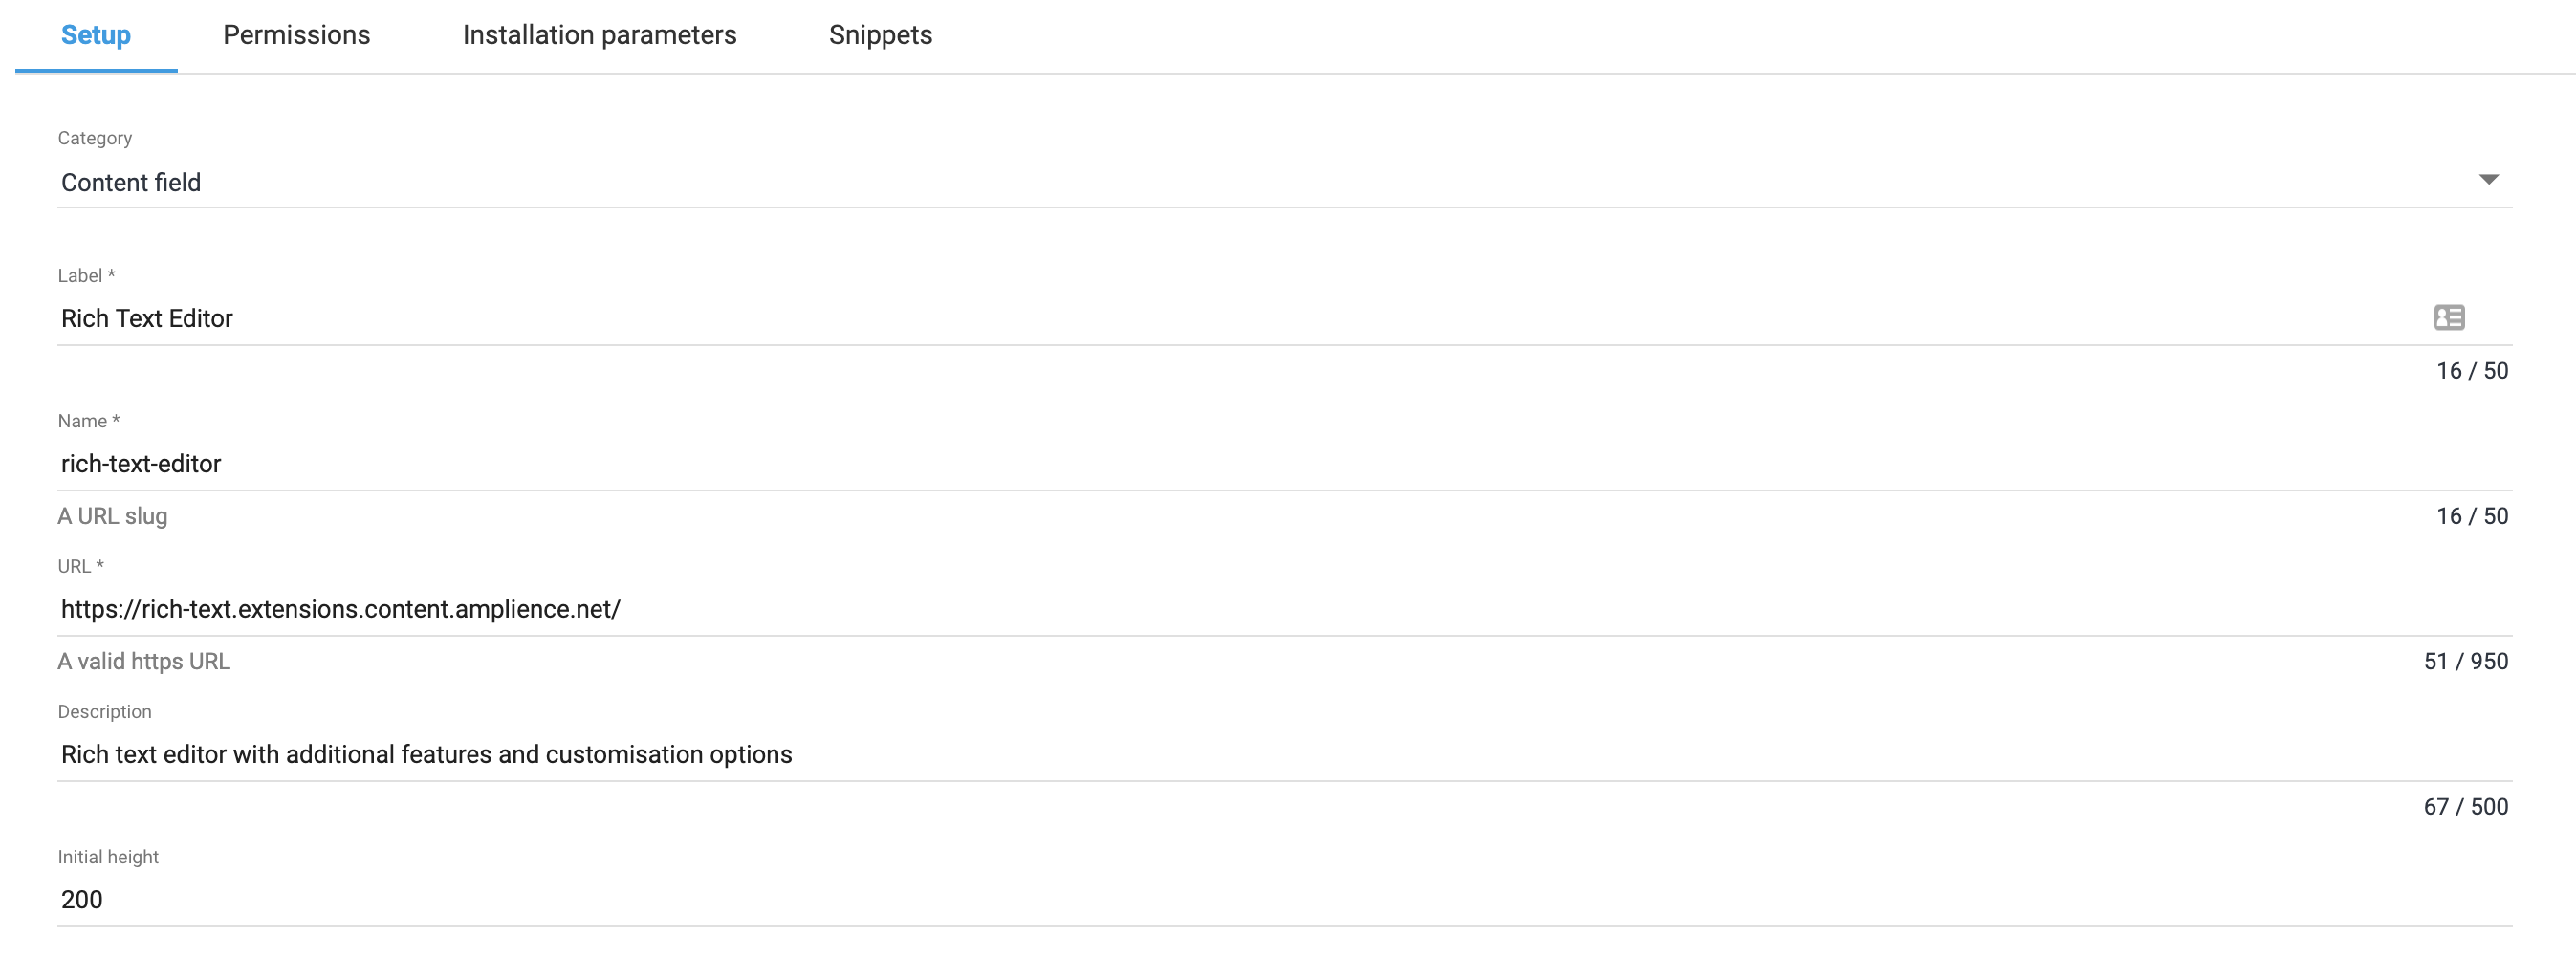 Setup Permissions Installation parameters Snippets
Category
Content field
Label *
Rich Text Editor
16 / 50
Name *
rich-text-editor
A URL slug 16 / 50
URL *
https://rich-text.extensions.content.amplience.net/
A valid https URL 51 / 950
Description
Rich text editor with additional features and customisation options
67 / 500
Initial height
200